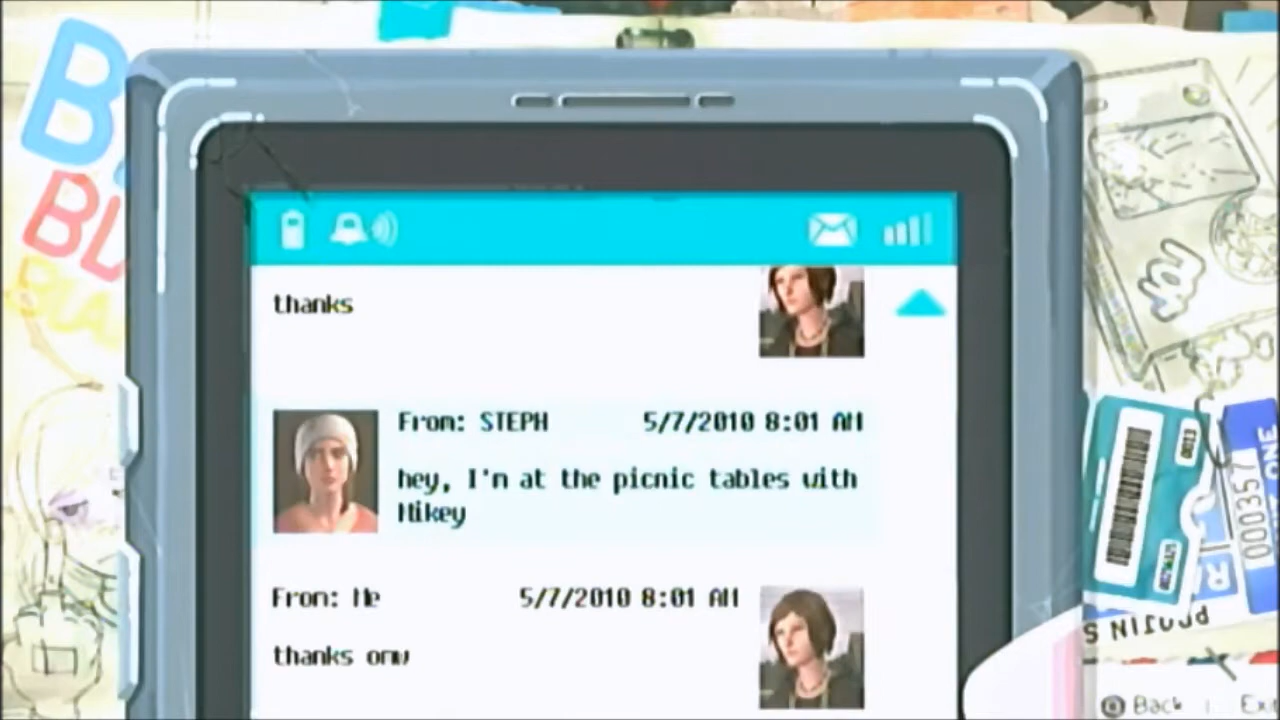 thanks
From: STEPH 5/7/2010 8:01 AM
hey, I'm at the picnic tables with
Mikey
From: Me 5/7/2010 8:01 AM
thanks omw
000357
Back